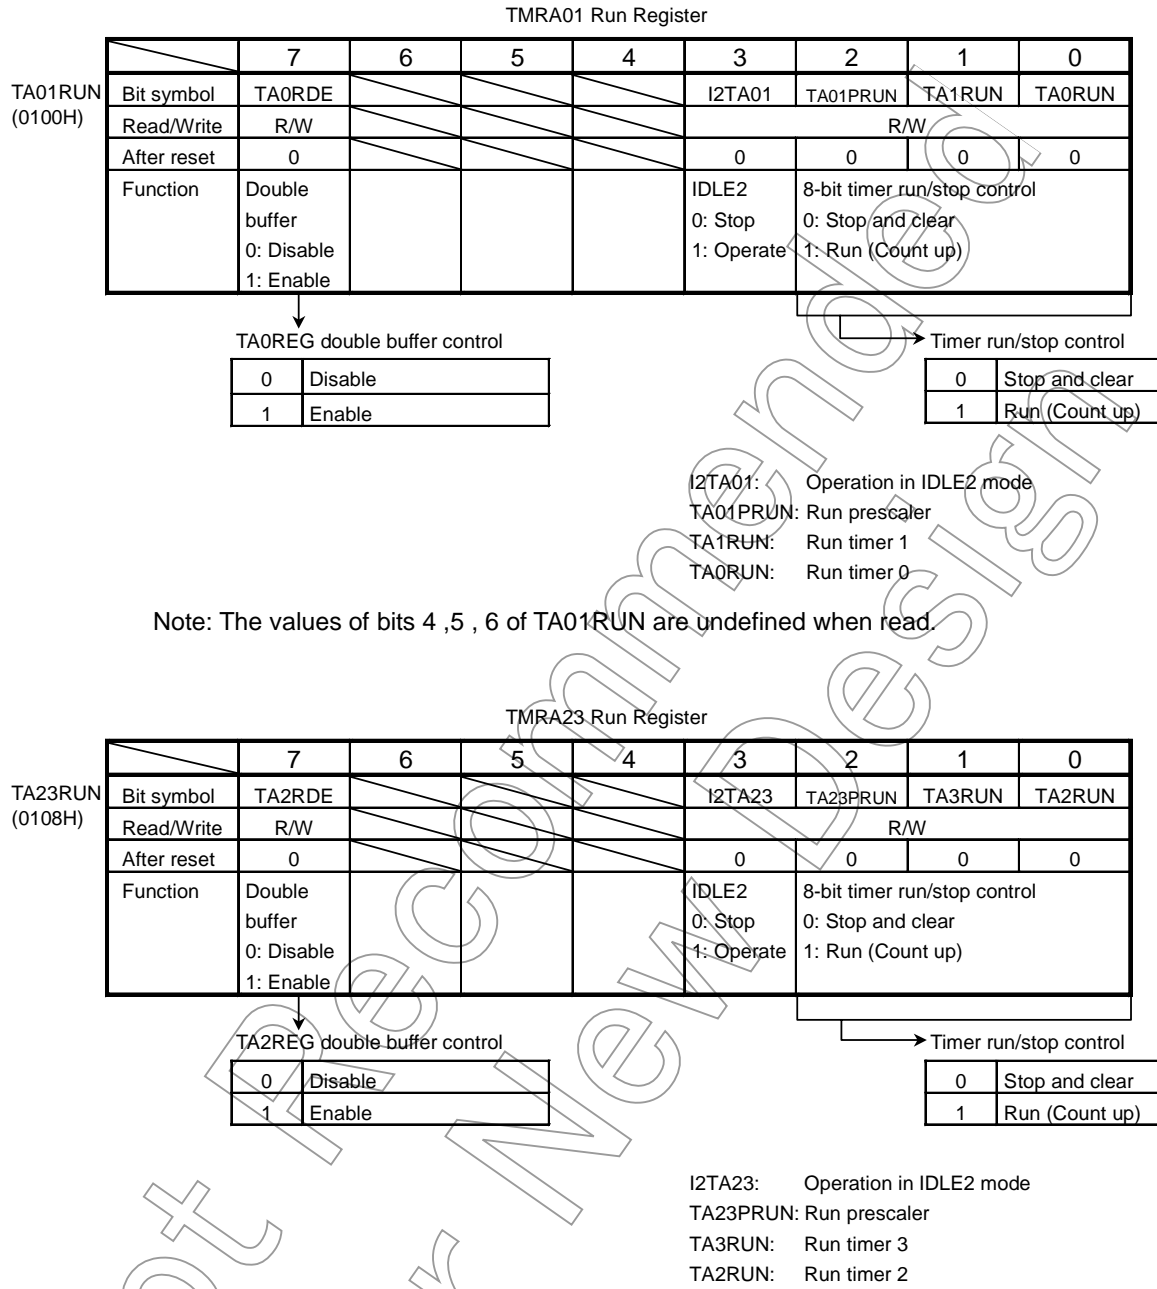 TMRA01 Run Register
7 6 5 4 3 2 1 0
TA01RUN (0100H)
Bit symbol TA0RDE I2TA01 TA01PRUN TA1RUN TA0RUN
Read/Write R/W R/W
After reset 0 0 0 0 0
Function Double IDLE2 8-bit timer run/stop control
buffer 0: Stop 0: Stop and clear
0: Disable 1: Operate 1: Run (Count up)
1: Enable
TA0REG double buffer control Timer run/stop control
0 Disable 0 Stop and clear
1 Enable 1 Run (Count up)
I2TA01: Operation in IDLE2 mode
TA01PRUN: Run prescaler
TA1RUN: Run timer 1
TA0RUN: Run timer 0
Note: The values of bits 4 ,5 , 6 of TA01RUN are undefined when read.
TMRA23 Run Register
7 6 5 4 3 2 1 0
TA23RUN (0108H)
Bit symbol TA2RDE I2TA23 TA23PRUN TA3RUN TA2RUN
Read/Write R/W R/W
After reset 0 0 0 0 0
Function Double IDLE2 8-bit timer run/stop control
buffer 0: Stop 0: Stop and clear
0: Disable 1: Operate 1: Run (Count up)
1: Enable
TA2REG double buffer control Timer run/stop control
0 Disable 0 Stop and clear
1 Enable 1 Run (Count up)
I2TA23: Operation in IDLE2 mode
TA23PRUN: Run prescaler
TA3RUN: Run timer 3
TA2RUN: Run timer 2
Recommended
New Design